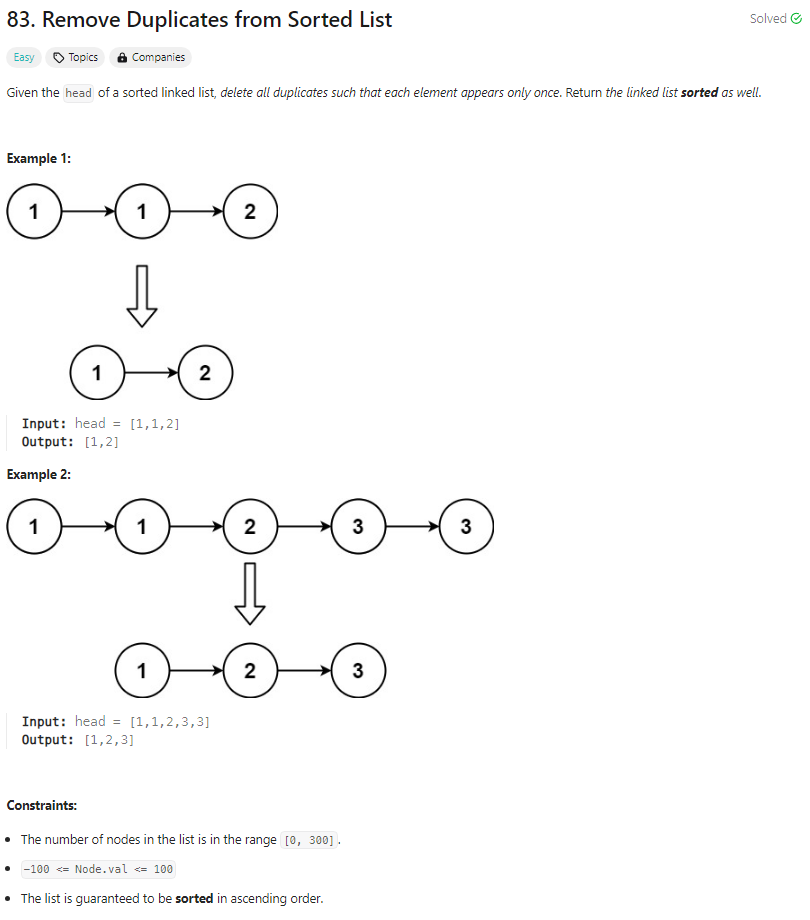 83. Remove Duplicates from Sorted List
Solved
Easy Topics Companies
Given the head of a sorted linked list, delete all duplicates such that each element appears only once. Return the linked list sorted as well.
Example 1:
1 1 2
1 2
Input: head = [1,1,2]
Output: [1,2]
Example 2:
1 1 2 3 3
1 2 3
Input: head = [1,1,2,3,3]
Output: [1,2,3]
Constraints:
• The number of nodes in the list is in the range [0, 300].
• -100 <= Node.val <= 100
• The list is guaranteed to be sorted in ascending order.